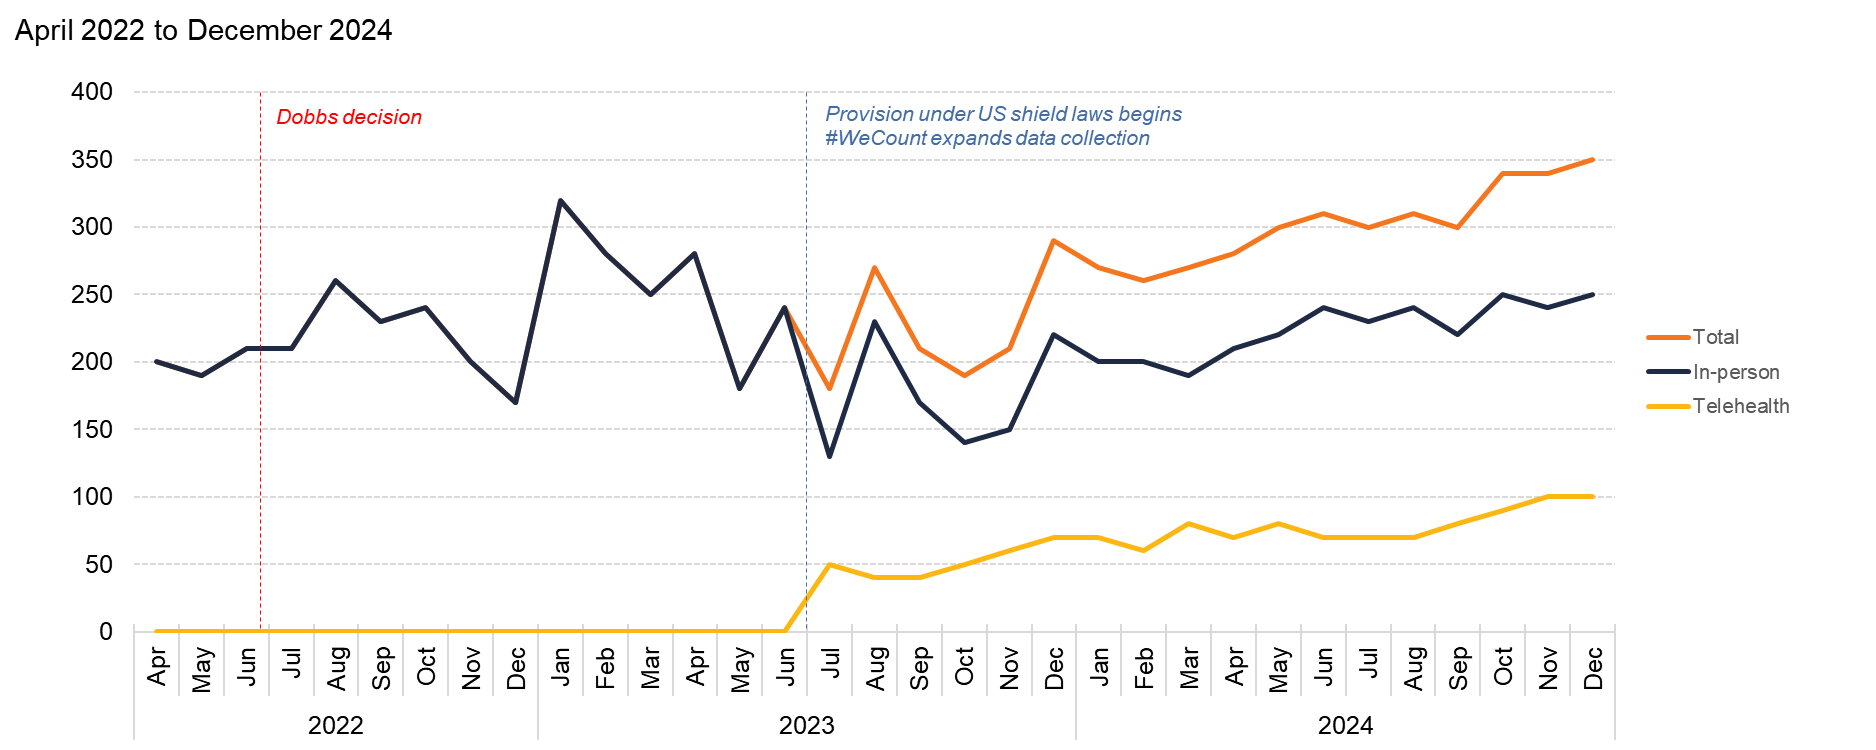 April 2022 to December 2024
400
350
300
250
200
150
100
50
0
Dobbs decision
Provision under US shield laws begins
#WeCount expands data collection
Total
In-person
Telehealth
Apr May Jun Jul Aug Sep Oct Nov Dec Jan Feb Mar Apr May Jun Jul Aug Sep Oct Nov Dec Jan Feb Mar Apr May Jun Jul Aug Sep Oct Nov Dec
2022 2023 2024